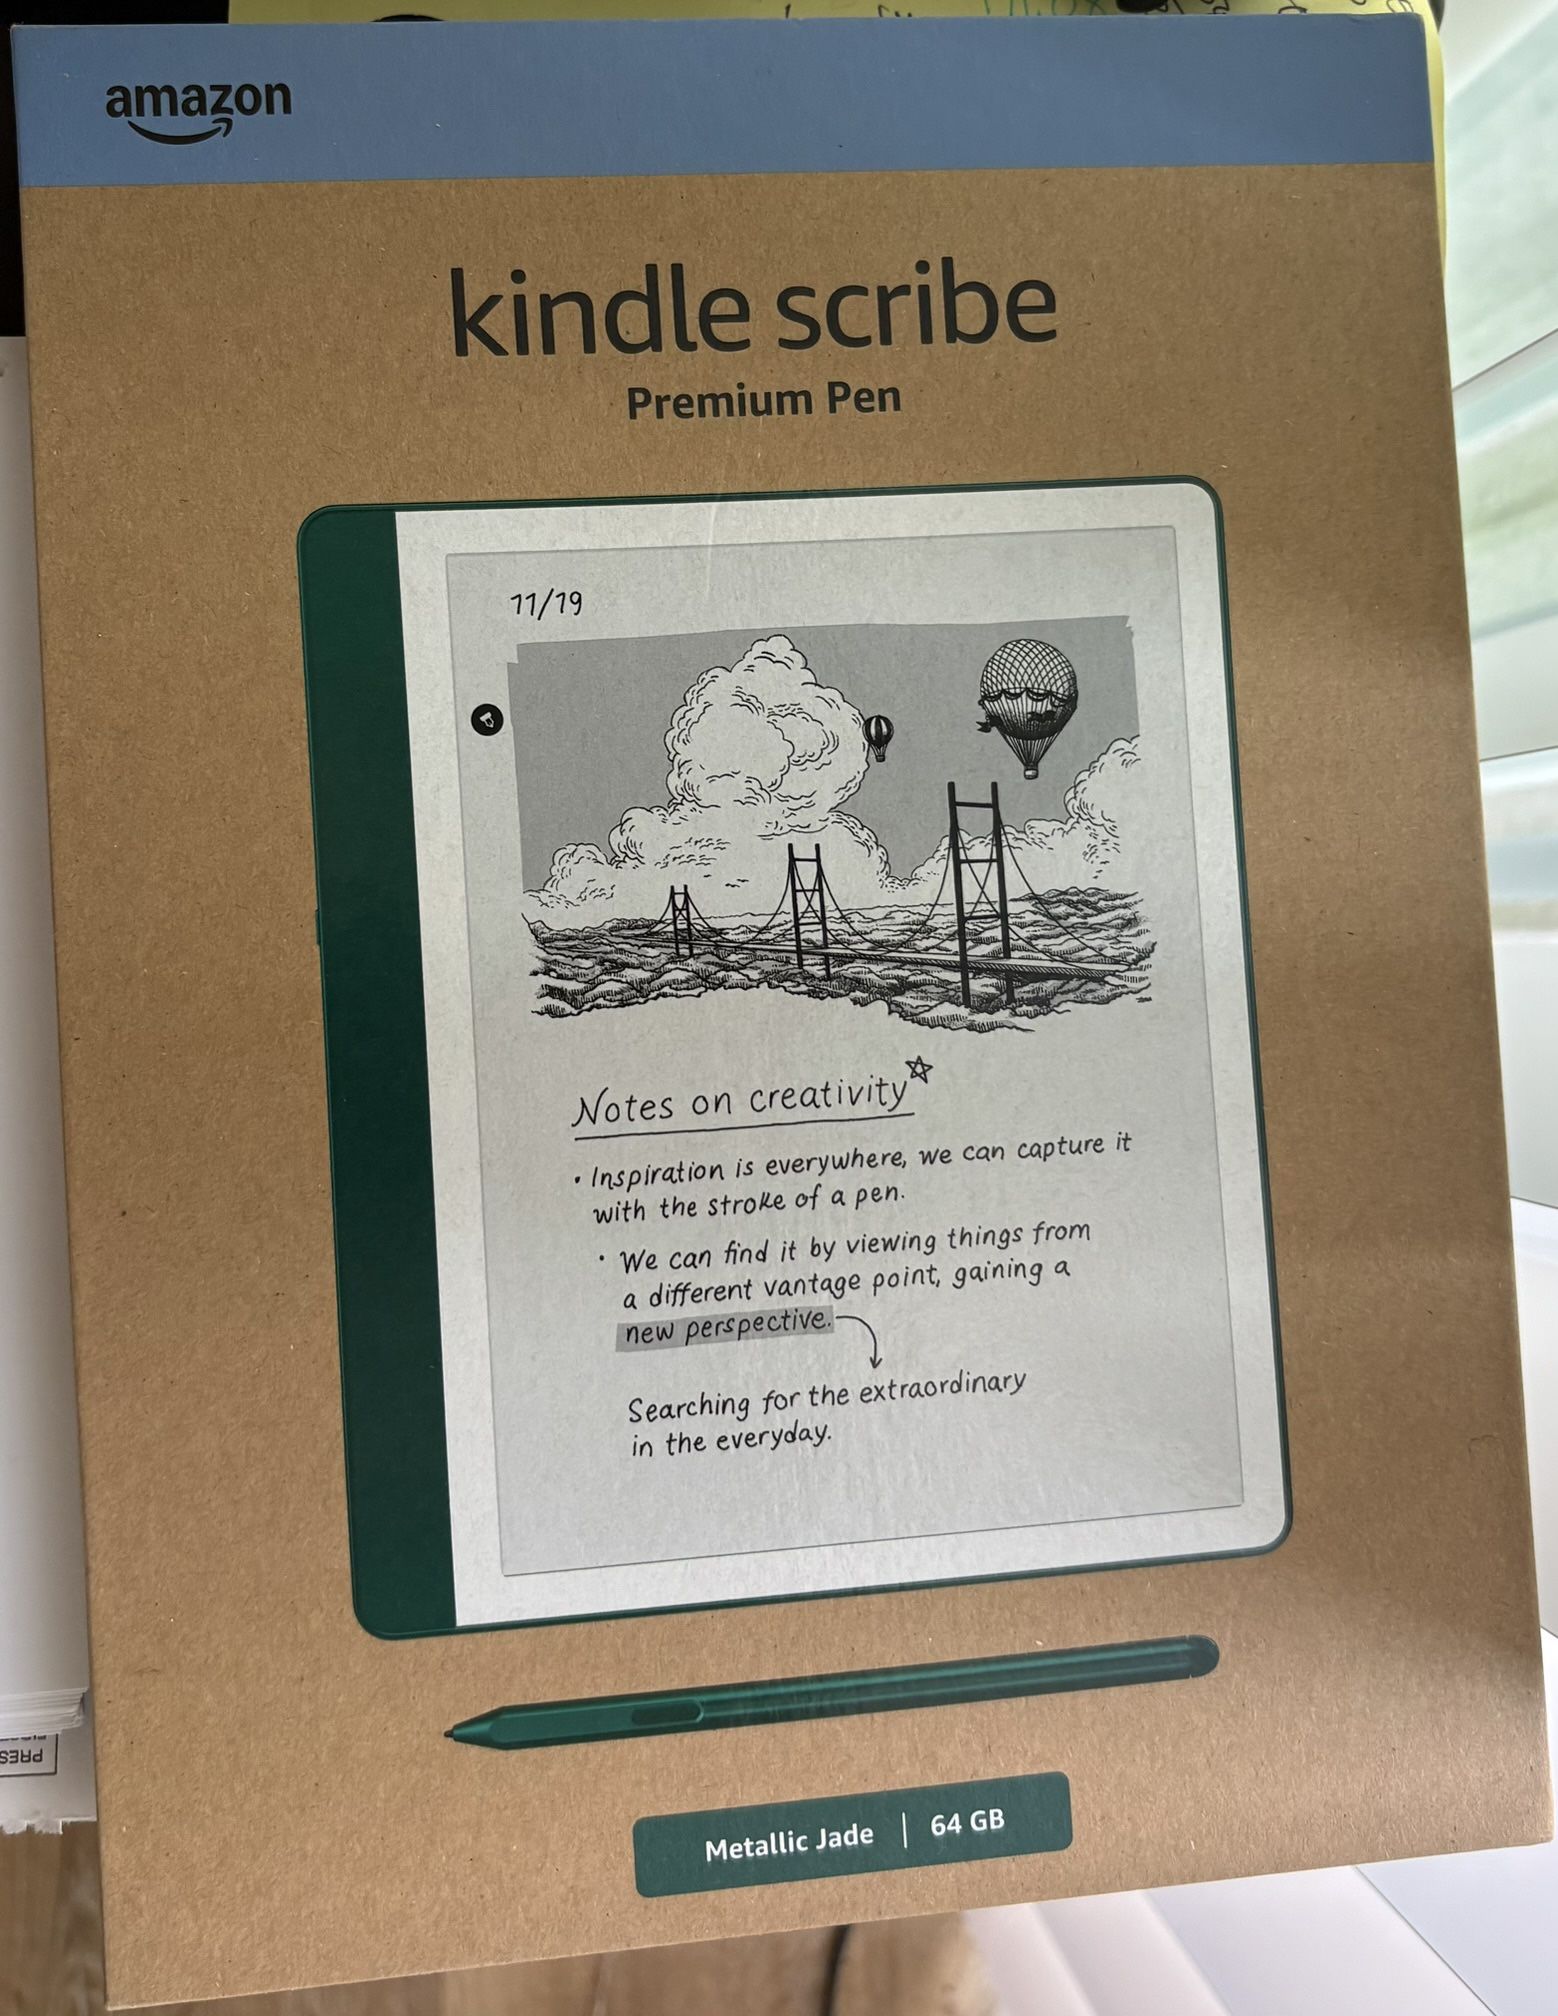 amazon
kindle scribe
Premium Pen
11/19
Notes on creativity
• Inspiration is everywhere, we can capture it
with the stroke of a pen.
• We can find it by viewing things from
a different vantage point, gaining a
new perspective.
Searching for the extraordinary
in the everyday.
Metallic Jade | 64 GB
PRES